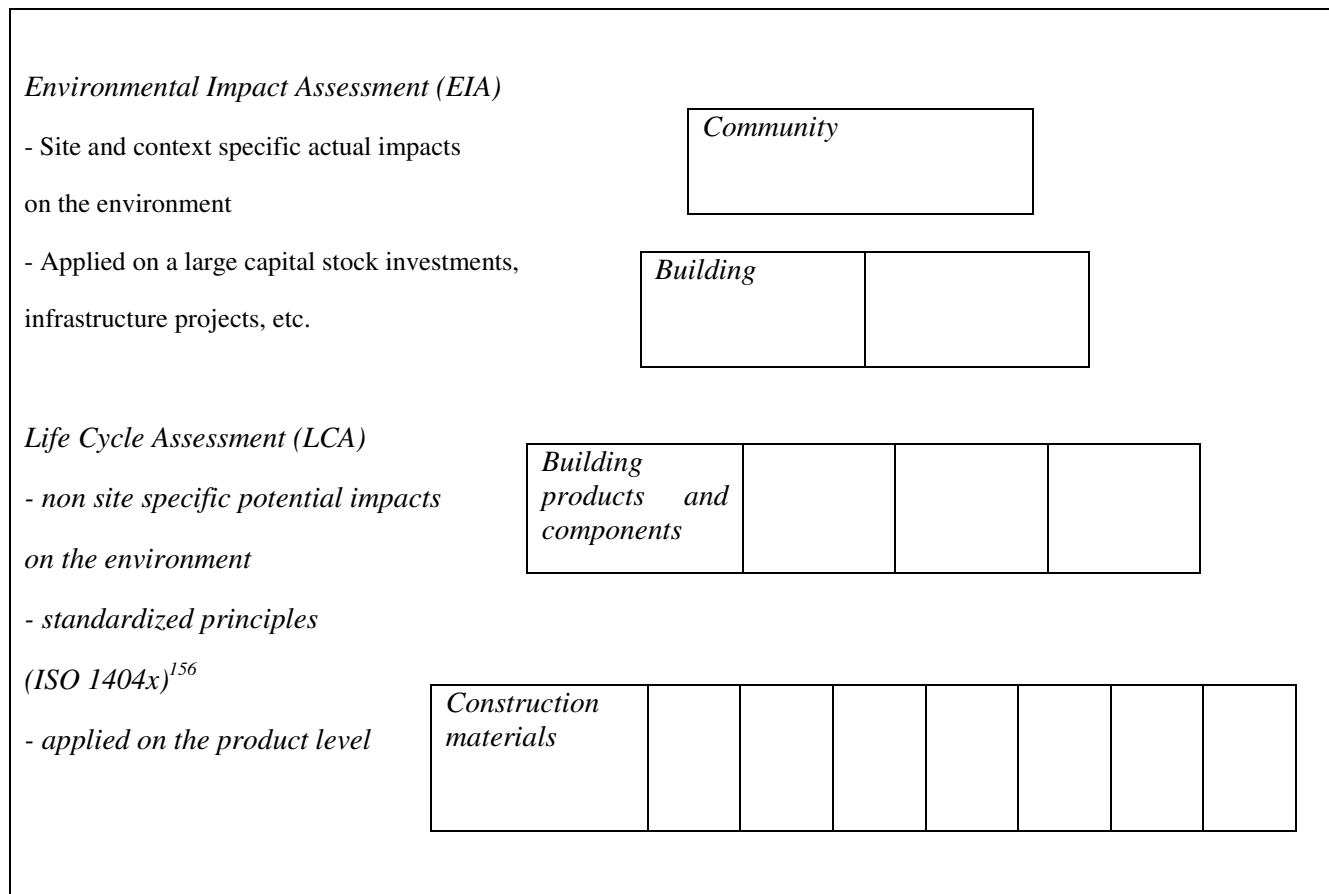 Environmental Impact Assessment (EIA)
- Site and context specific actual impacts
on the environment
- Applied on a large capital stock investments,
infrastructure projects, etc.
Community
Building
Life Cycle Assessment (LCA)
- non site specific potential impacts
on the environment
- standardized principles
(ISO 1404x)156
- applied on the product level
Building
products and
components
Construction
materials